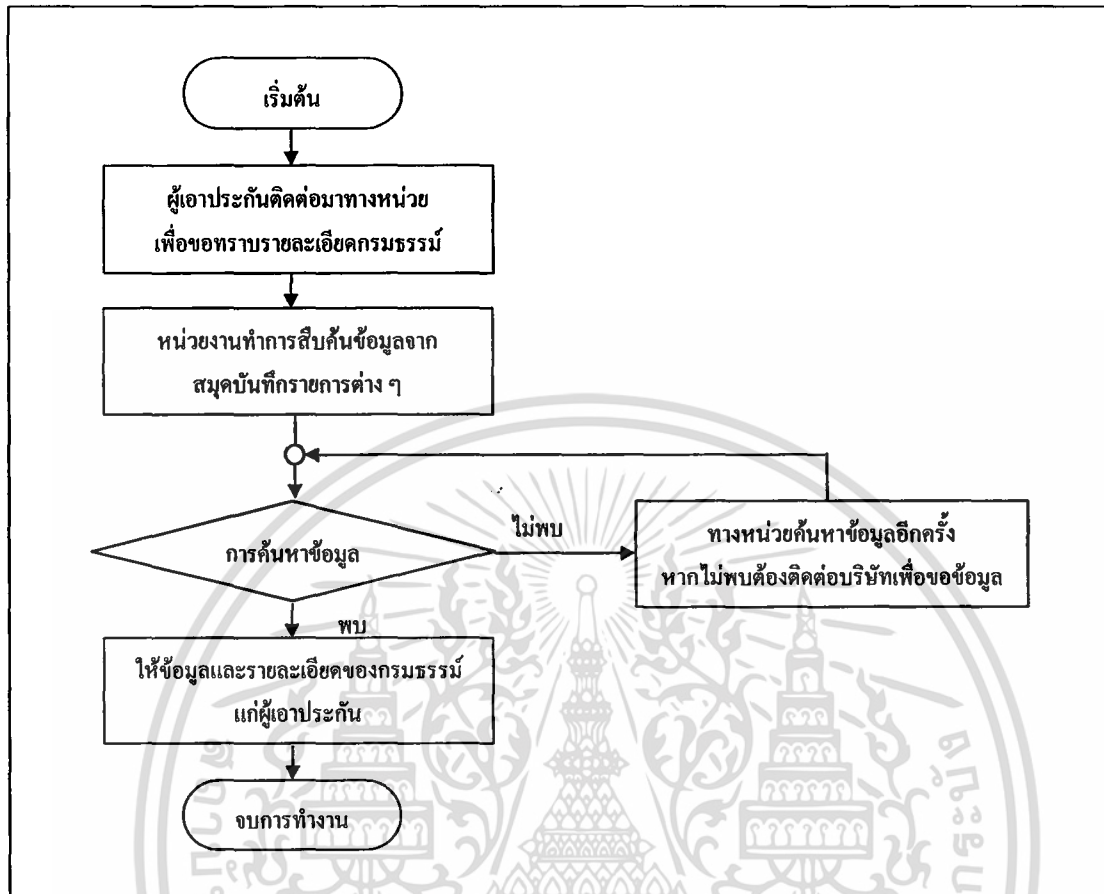 เริ่มต้น
ผู้เอาประกันติดต่อมาทางหน่วย
เพื่อขอทราบรายละเอียดกรมธรรม์
หน่วยงานทำการสืบค้นข้อมูลจาก
สมุดบันทึกรายการต่าง ๆ
การค้นหาข้อมูล
ไม่พบ
ทางหน่วยค้นหาข้อมูลอีกครั้ง
หากไม่พบต้องติดต่อบริษัทเพื่อขอข้อมูล
พบ
ให้ข้อมูลและรายละเอียดของกรมธรรม์
แก่ผู้เอาประกัน
จบการทำงาน